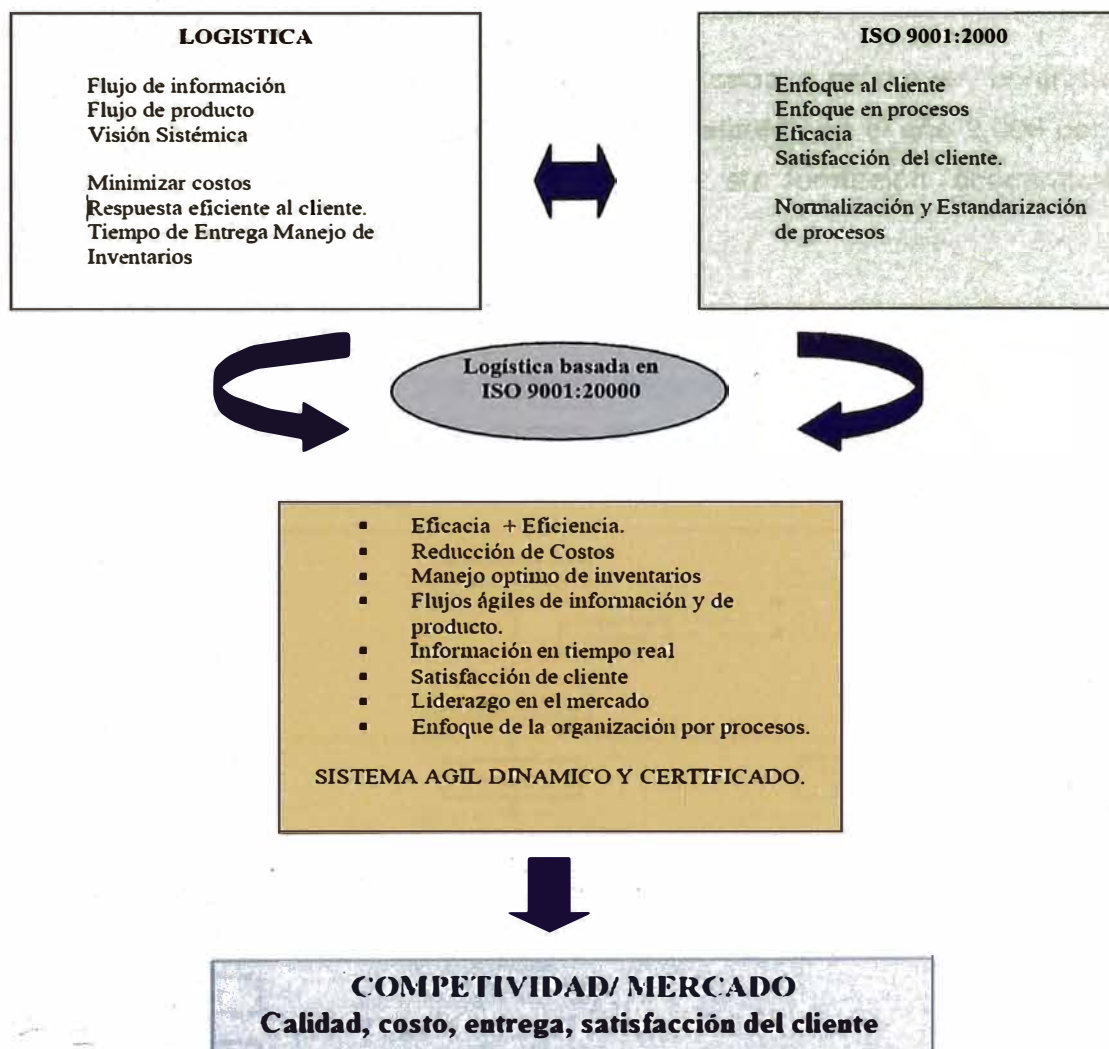 LOGISTICA
Flujo de información
Flujo de producto
Visión Sistémica
Minimizar costos
Respuesta eficiente al cliente.
Tiempo de Entrega Manejo de
Inventarios
ISO 9001:2000
Enfoque al cliente
Enfoque en procesos
Eficacia
Satisfacción del cliente.
Normalización y Estandarización
de procesos
Logística basada en
ISO 9001:20000
▪ Eficacia + Eficiencia.
▪ Reducción de Costos
▪ Manejo optimo de inventarios
▪ Flujos ágiles de información y de
producto.
▪ Información en tiempo real
▪ Satisfacción de cliente
▪ Liderazgo en el mercado
▪ Enfoque de la organización por procesos.
SISTEMA AGIL DINAMICO Y CERTIFICADO.
COMPETIVIDAD/ MERCADO
Calidad, costo, entrega, satisfacción del cliente